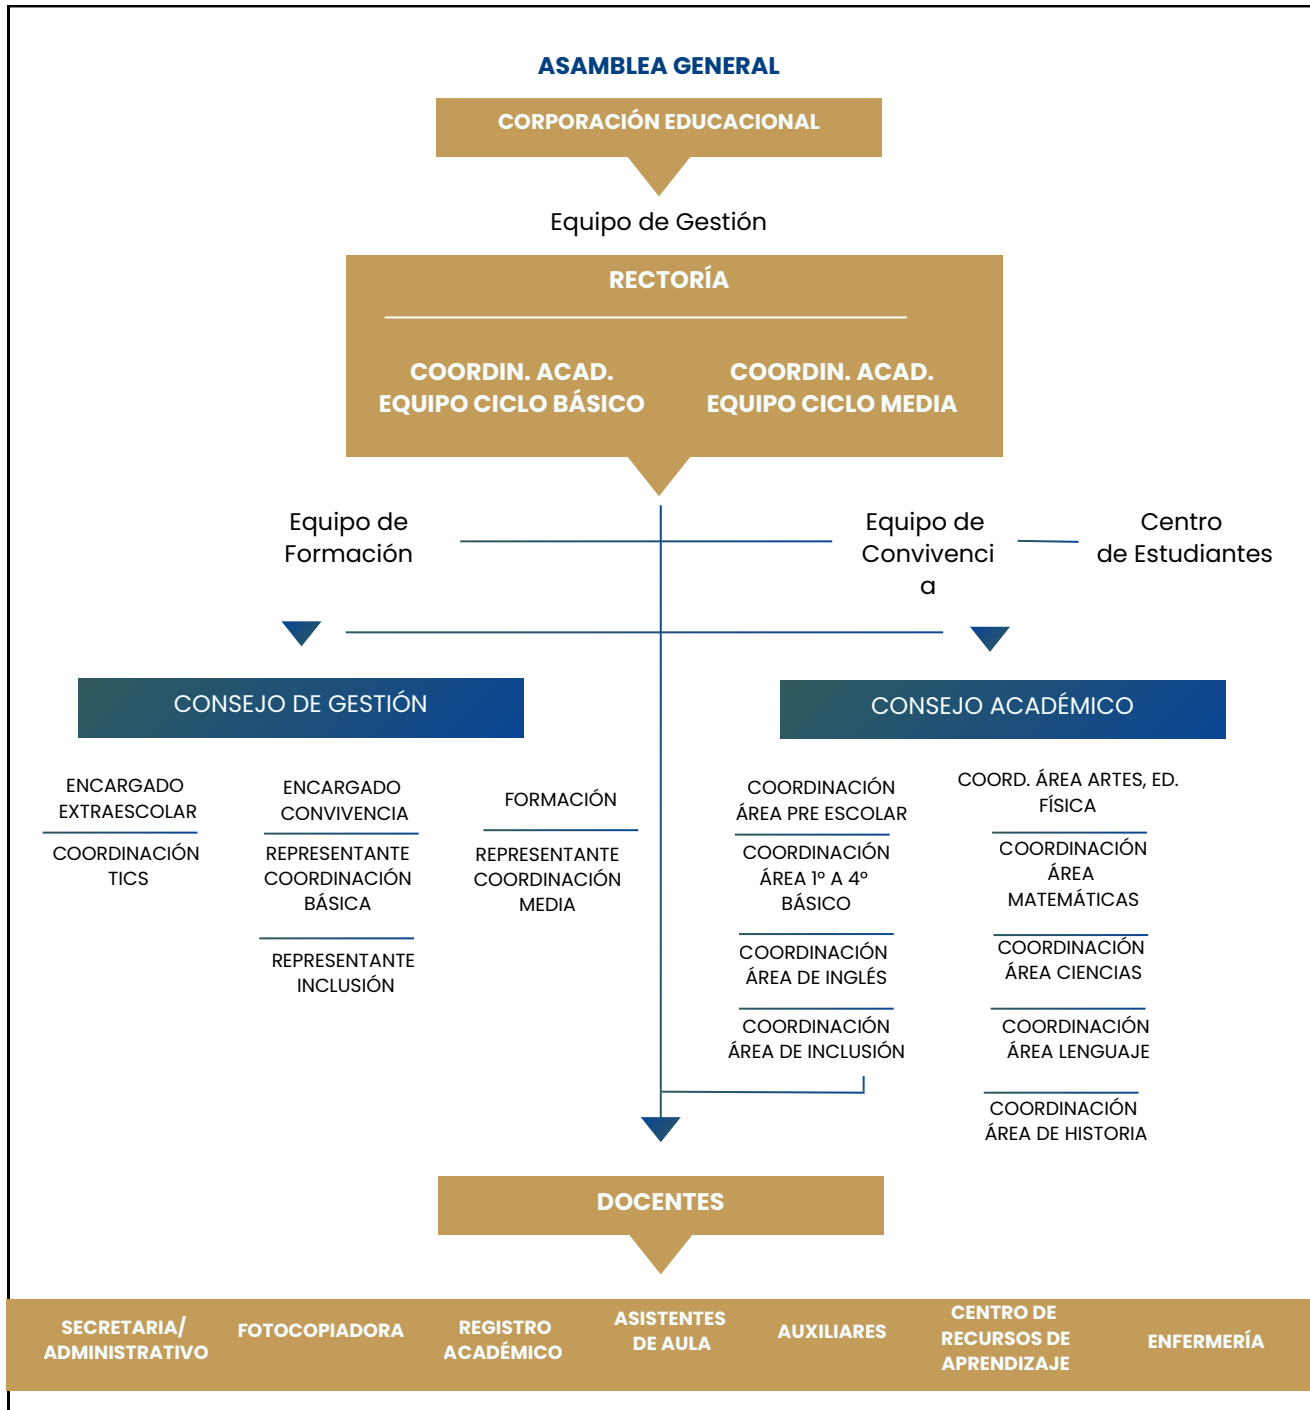 ASAMBLEA GENERAL
CORPORACIÓN EDUCACIONAL
Equipo de Gestión
RECTORÍA
COORDIN. ACAD.
EQUIPO CICLO BÁSICO
COORDIN. ACAD.
EQUIPO CICLO MEDIA
Equipo de
Formación
Equipo de
Convivenci
a
Centro
de Estudiantes
CONSEJO DE GESTIÓN
ENCARGADO
EXTRAESCOLAR
COORDINACIÓN
TICS
ENCARGADO
CONVIVENCIA
REPRESENTANTE
COORDINACIÓN
BÁSICA
REPRESENTANTE
INCLUSIÓN
FORMACIÓN
REPRESENTANTE
COORDINACIÓN
MEDIA
CONSEJO ACADÉMICO
COORDINACIÓN
ÁREA PRE ESCOLAR
COORDINACIÓN
ÁREA 1º A 4º
BÁSICO
COORDINACIÓN
ÁREA DE INGLÉS
COORDINACIÓN
ÁREA DE INCLUSIÓN
COORD. ÁREA ARTES, ED.
FÍSICA
COORDINACIÓN
ÁREA
MATEMÁTICAS
COORDINACIÓN
ÁREA CIENCIAS
COORDINACIÓN
ÁREA LENGUAJE
COORDINACIÓN
ÁREA DE HISTORIA
DOCENTES
SECRETARIA/
ADMINISTRATIVO
FOTOCOPIADORA
REGISTRO
ACADÉMICO
ASISTENTES
DE AULA
AUXILIARES
CENTRO DE
RECURSOS DE
APRENDIZAJE
ENFERMERÍA